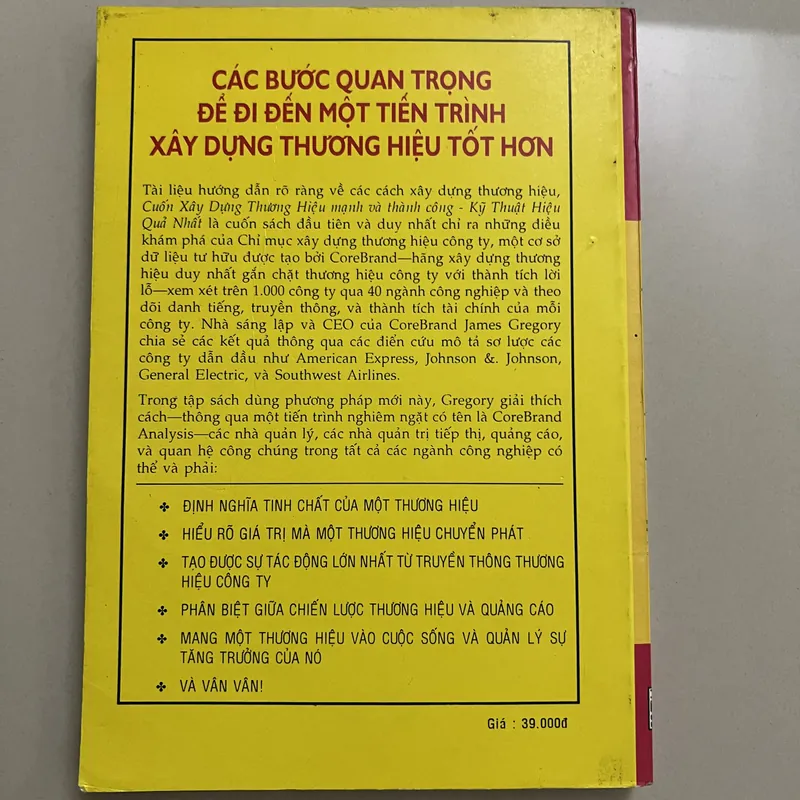 CÁC BƯỚC QUAN TRỌNG
ĐỂ ĐI ĐẾN MỘT TIẾN TRÌNH
XÂY DỰNG THƯƠNG HIỆU TỐT HƠN
Tài liệu hướng dẫn rõ ràng về các cách xây dựng thương hiệu,
Cuốn Xây Dựng Thương Hiệu mạnh và thành công - Kỹ Thuật Hiệu
Quả Nhất là cuốn sách đầu tiên và duy nhất chỉ ra những điều
khám phá của Chỉ mục xây dựng thương hiệu công ty, một cơ sở
dữ liệu tư hữu được tạo bởi CoreBrand—hãng xây dựng thương
hiệu duy nhất gắn chặt thương hiệu công ty với thành tích lời
lỗ—xem xét trên 1.000 công ty qua 40 ngành công nghiệp và theo
dõi danh tiếng, truyền thông, và thành tích tài chính của mỗi
công ty. Nhà sáng lập và CEO của CoreBrand James Gregory
chia sẻ các kết quả thông qua các điển cứu mô tả sơ lược các
công ty dẫn đầu như American Express, Johnson &. Johnson,
General Electric, và Southwest Airlines.
Trong tập sách dùng phương pháp mới này, Gregory giải thích
cách—thông qua một tiến trình nghiêm ngặt có tên là CoreBrand
Analysis—các nhà quản lý, các nhà quản trị tiếp thị, quảng cáo,
và quan hệ công chúng trong tất cả các ngành công nghiệp có
thể và phải:
✤ ĐỊNH NGHĨA TINH CHẤT CỦA MỘT THƯƠNG HIỆU
✤ HIỂU RÕ GIÁ TRỊ MÀ MỘT THƯƠNG HIỆU CHUYỂN PHÁT
✤ TẠO ĐƯỢC SỰ TÁC ĐỘNG LỚN NHẤT TỪ TRUYỀN THÔNG THƯƠNG
HIỆU CÔNG TY
✤ PHÂN BIỆT GIỮA CHIẾN LƯỢC THƯƠNG HIỆU VÀ QUẢNG CÁO
✤ MANG MỘT THƯƠNG HIỆU VÀO CUỘC SỐNG VÀ QUẢN LÝ SỰ
TĂNG TRƯỞNG CỦA NÓ
✤ VÀ VÂN VÂN!
Giá : 39.000đ